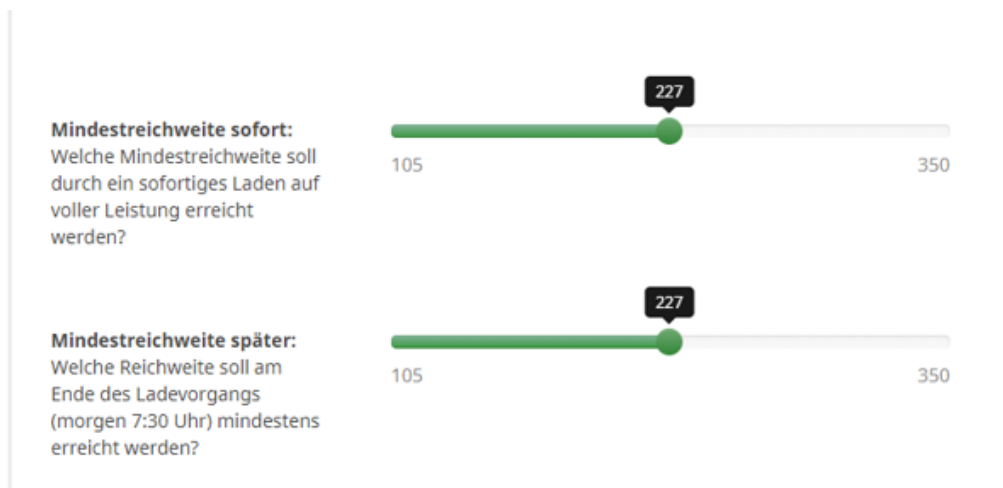 227
Mindestreichweite sofort:
Welche Mindestreichweite soll
durch ein sofortiges Laden auf
voller Leistung erreicht
werden?
105
350
227
Mindestreichweite später:
Welche Reichweite soll am
Ende des Ladevorgangs
(morgen 7:30 Uhr) mindestens
erreicht werden?
105
350